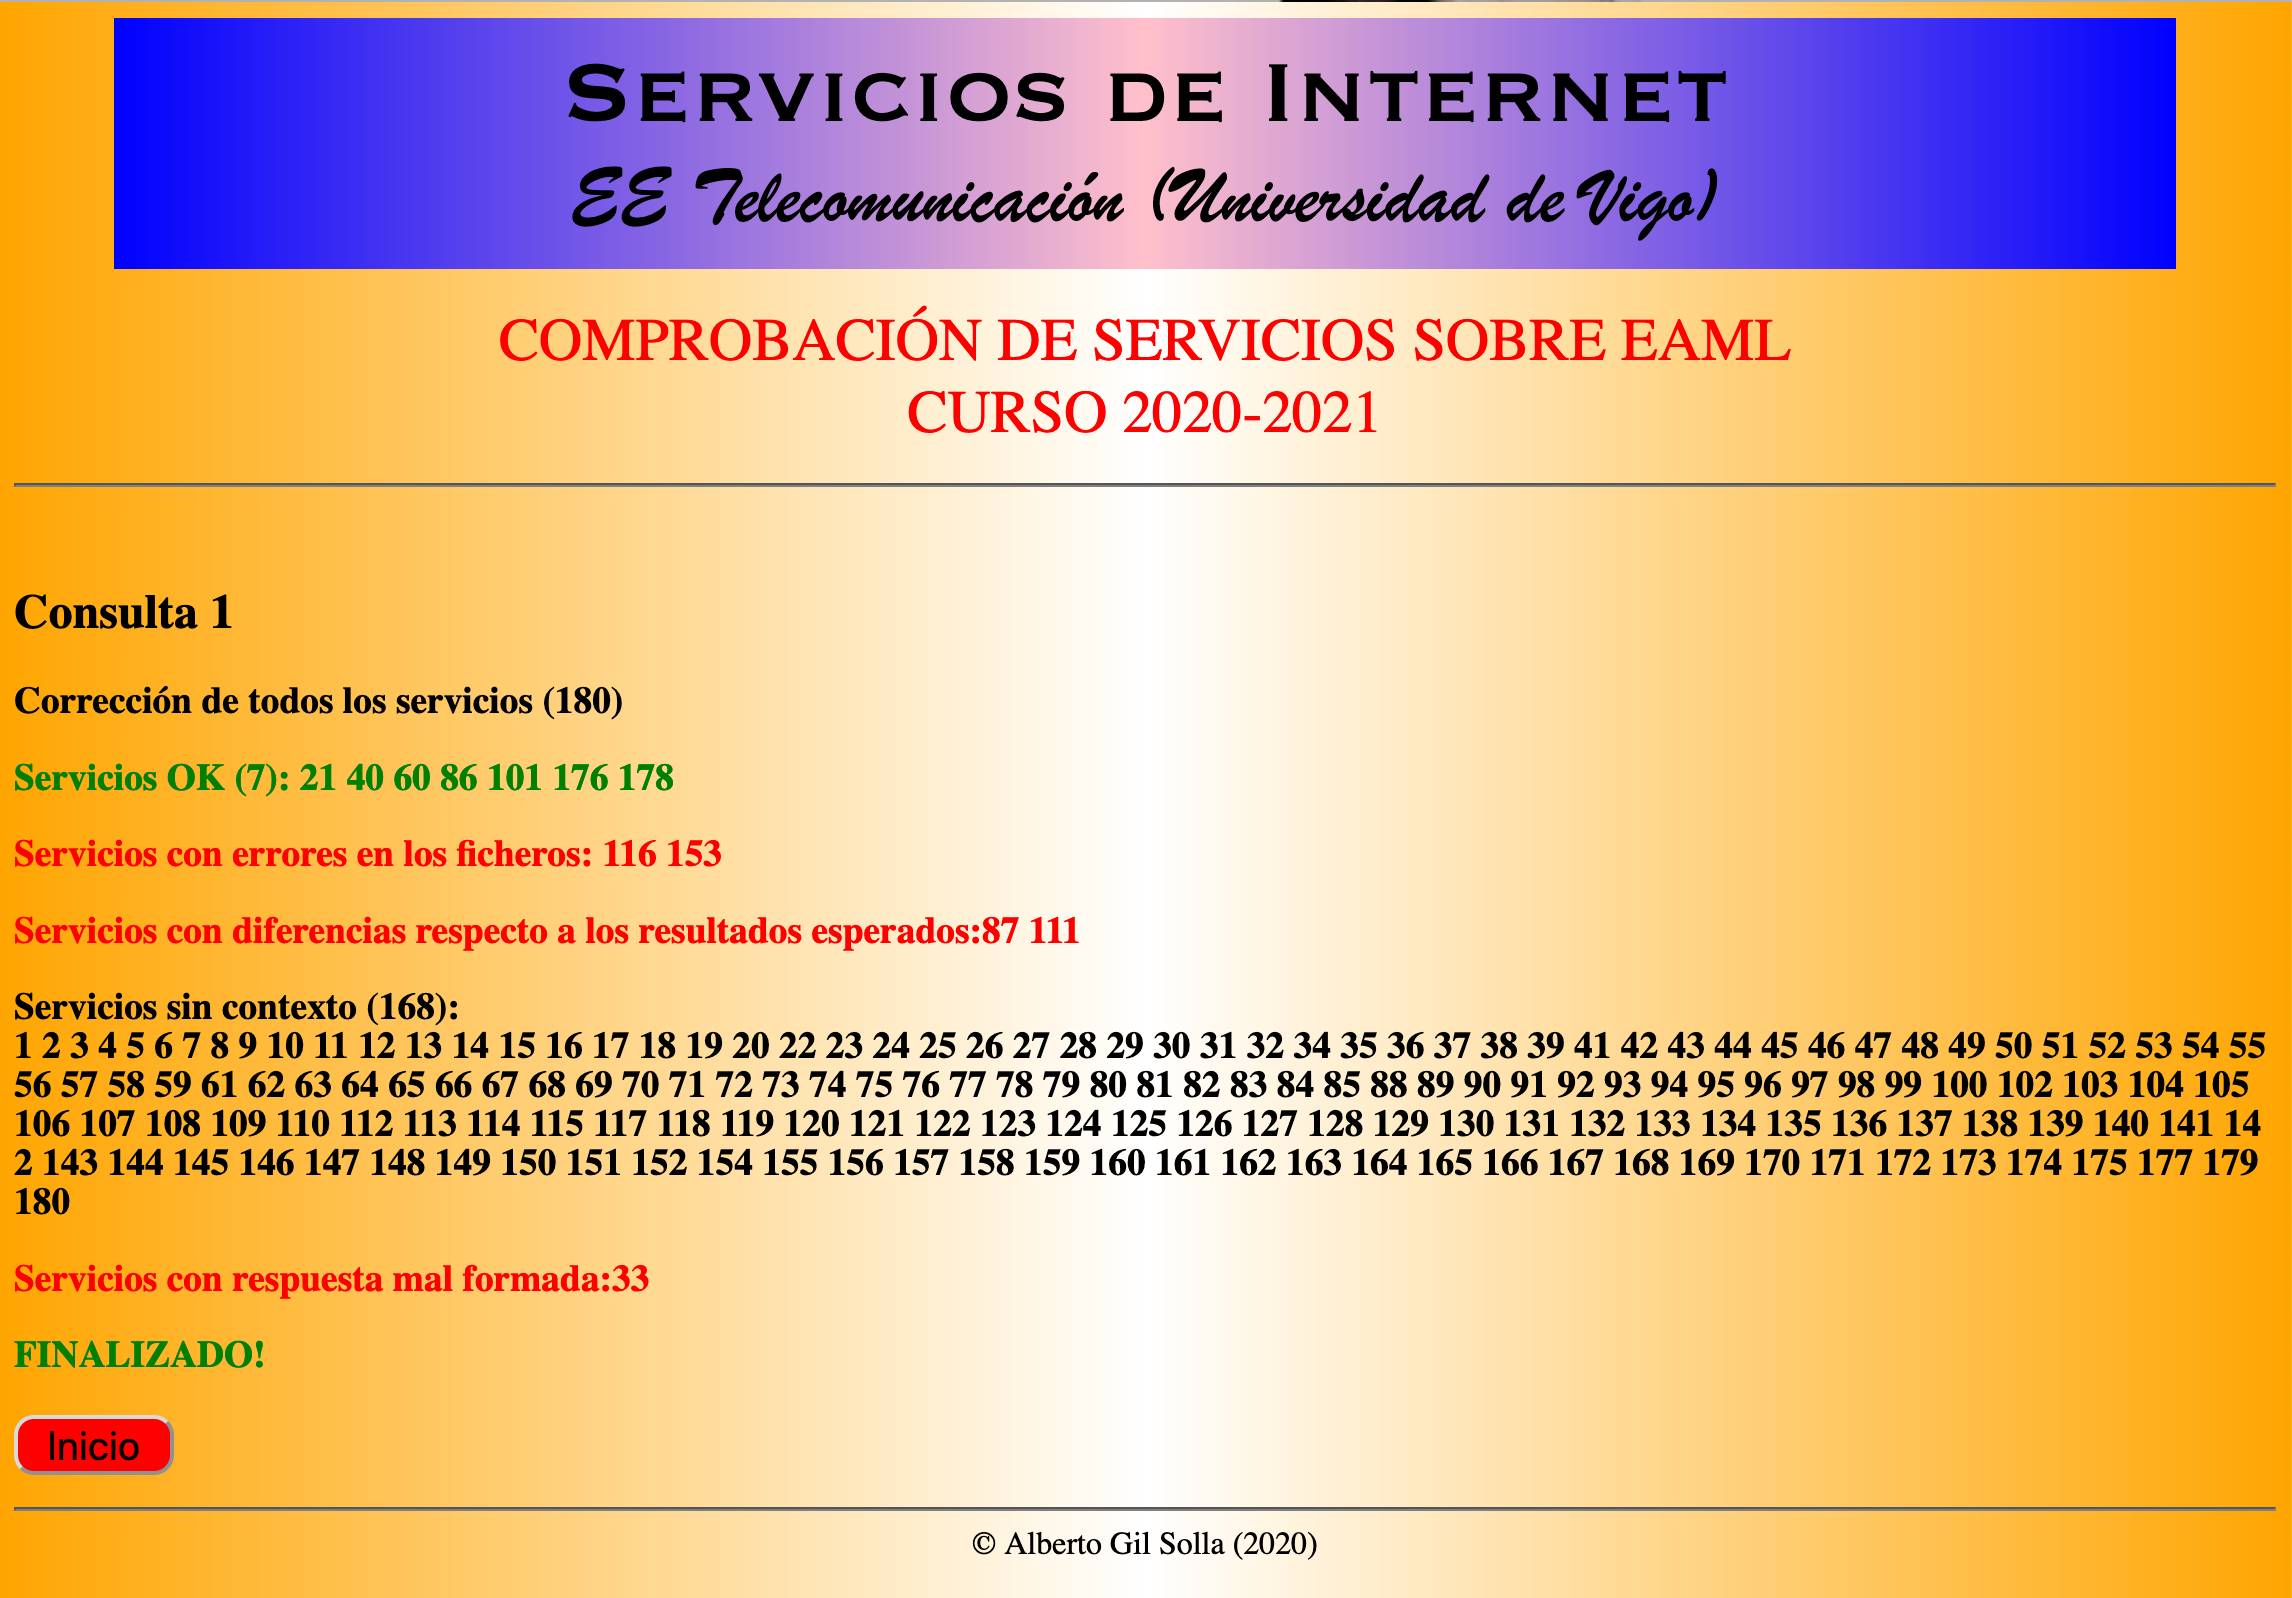 Servicios de Internet
EE Telecomunicación (Universidad de Vigo)
COMPROBACIÓN DE SERVICIOS SOBRE EAML
CURSO 2020-2021
Consulta 1
Corrección de todos los servicios (180)
Servicios OK (7): 21 40 60 86 101 176 178
Servicios con errores en los ficheros: 116 153
Servicios con diferencias respecto a los resultados esperados:87 111
Servicios sin contexto (168):
1 2 3 4 5 6 7 8 9 10 11 12 13 14 15 16 17 18 19 20 22 23 24 25 26 27 28 29 30 31 32 34 35 36 37 38 39 41 42 43 44 45 46 47 48 49 50 51 52 53 54 55
56 57 58 59 61 62 63 64 65 66 67 68 69 70 71 72 73 74 75 76 77 78 79 80 81 82 83 84 85 88 89 90 91 92 93 94 95 96 97 98 99 100 102 103 104 105
106 107 108 109 110 112 113 114 115 117 118 119 120 121 122 123 124 125 126 127 128 129 130 131 132 133 134 135 136 137 138 139 140 141 14
2 143 144 145 146 147 148 149 150 151 152 154 155 156 157 158 159 160 161 162 163 164 165 166 167 168 169 170 171 172 173 174 175 177 179
180
Servicios con respuesta mal formada:33
FINALIZADO!
Inicio
© Alberto Gil Solla (2020)